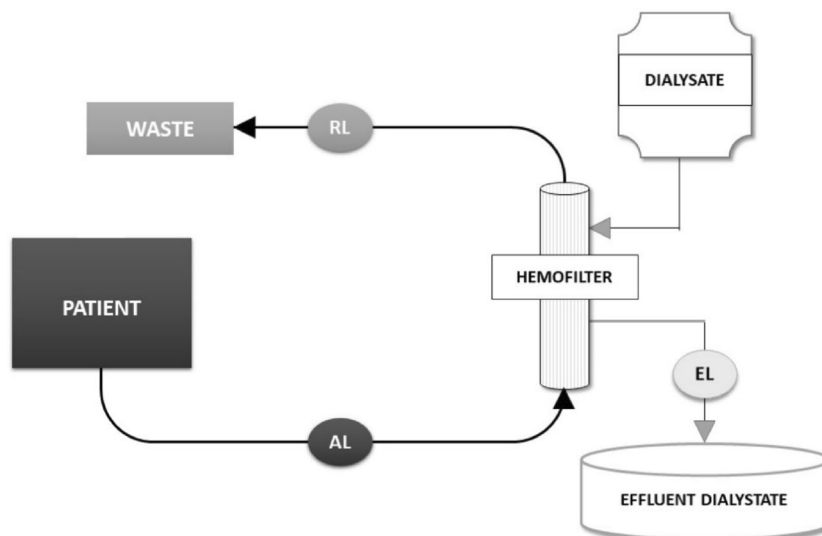 DIALYSATE
WASTE
RL
PATIENT
HEMOFILTER
EL
AL
EFFLUENT DIALYSTATE